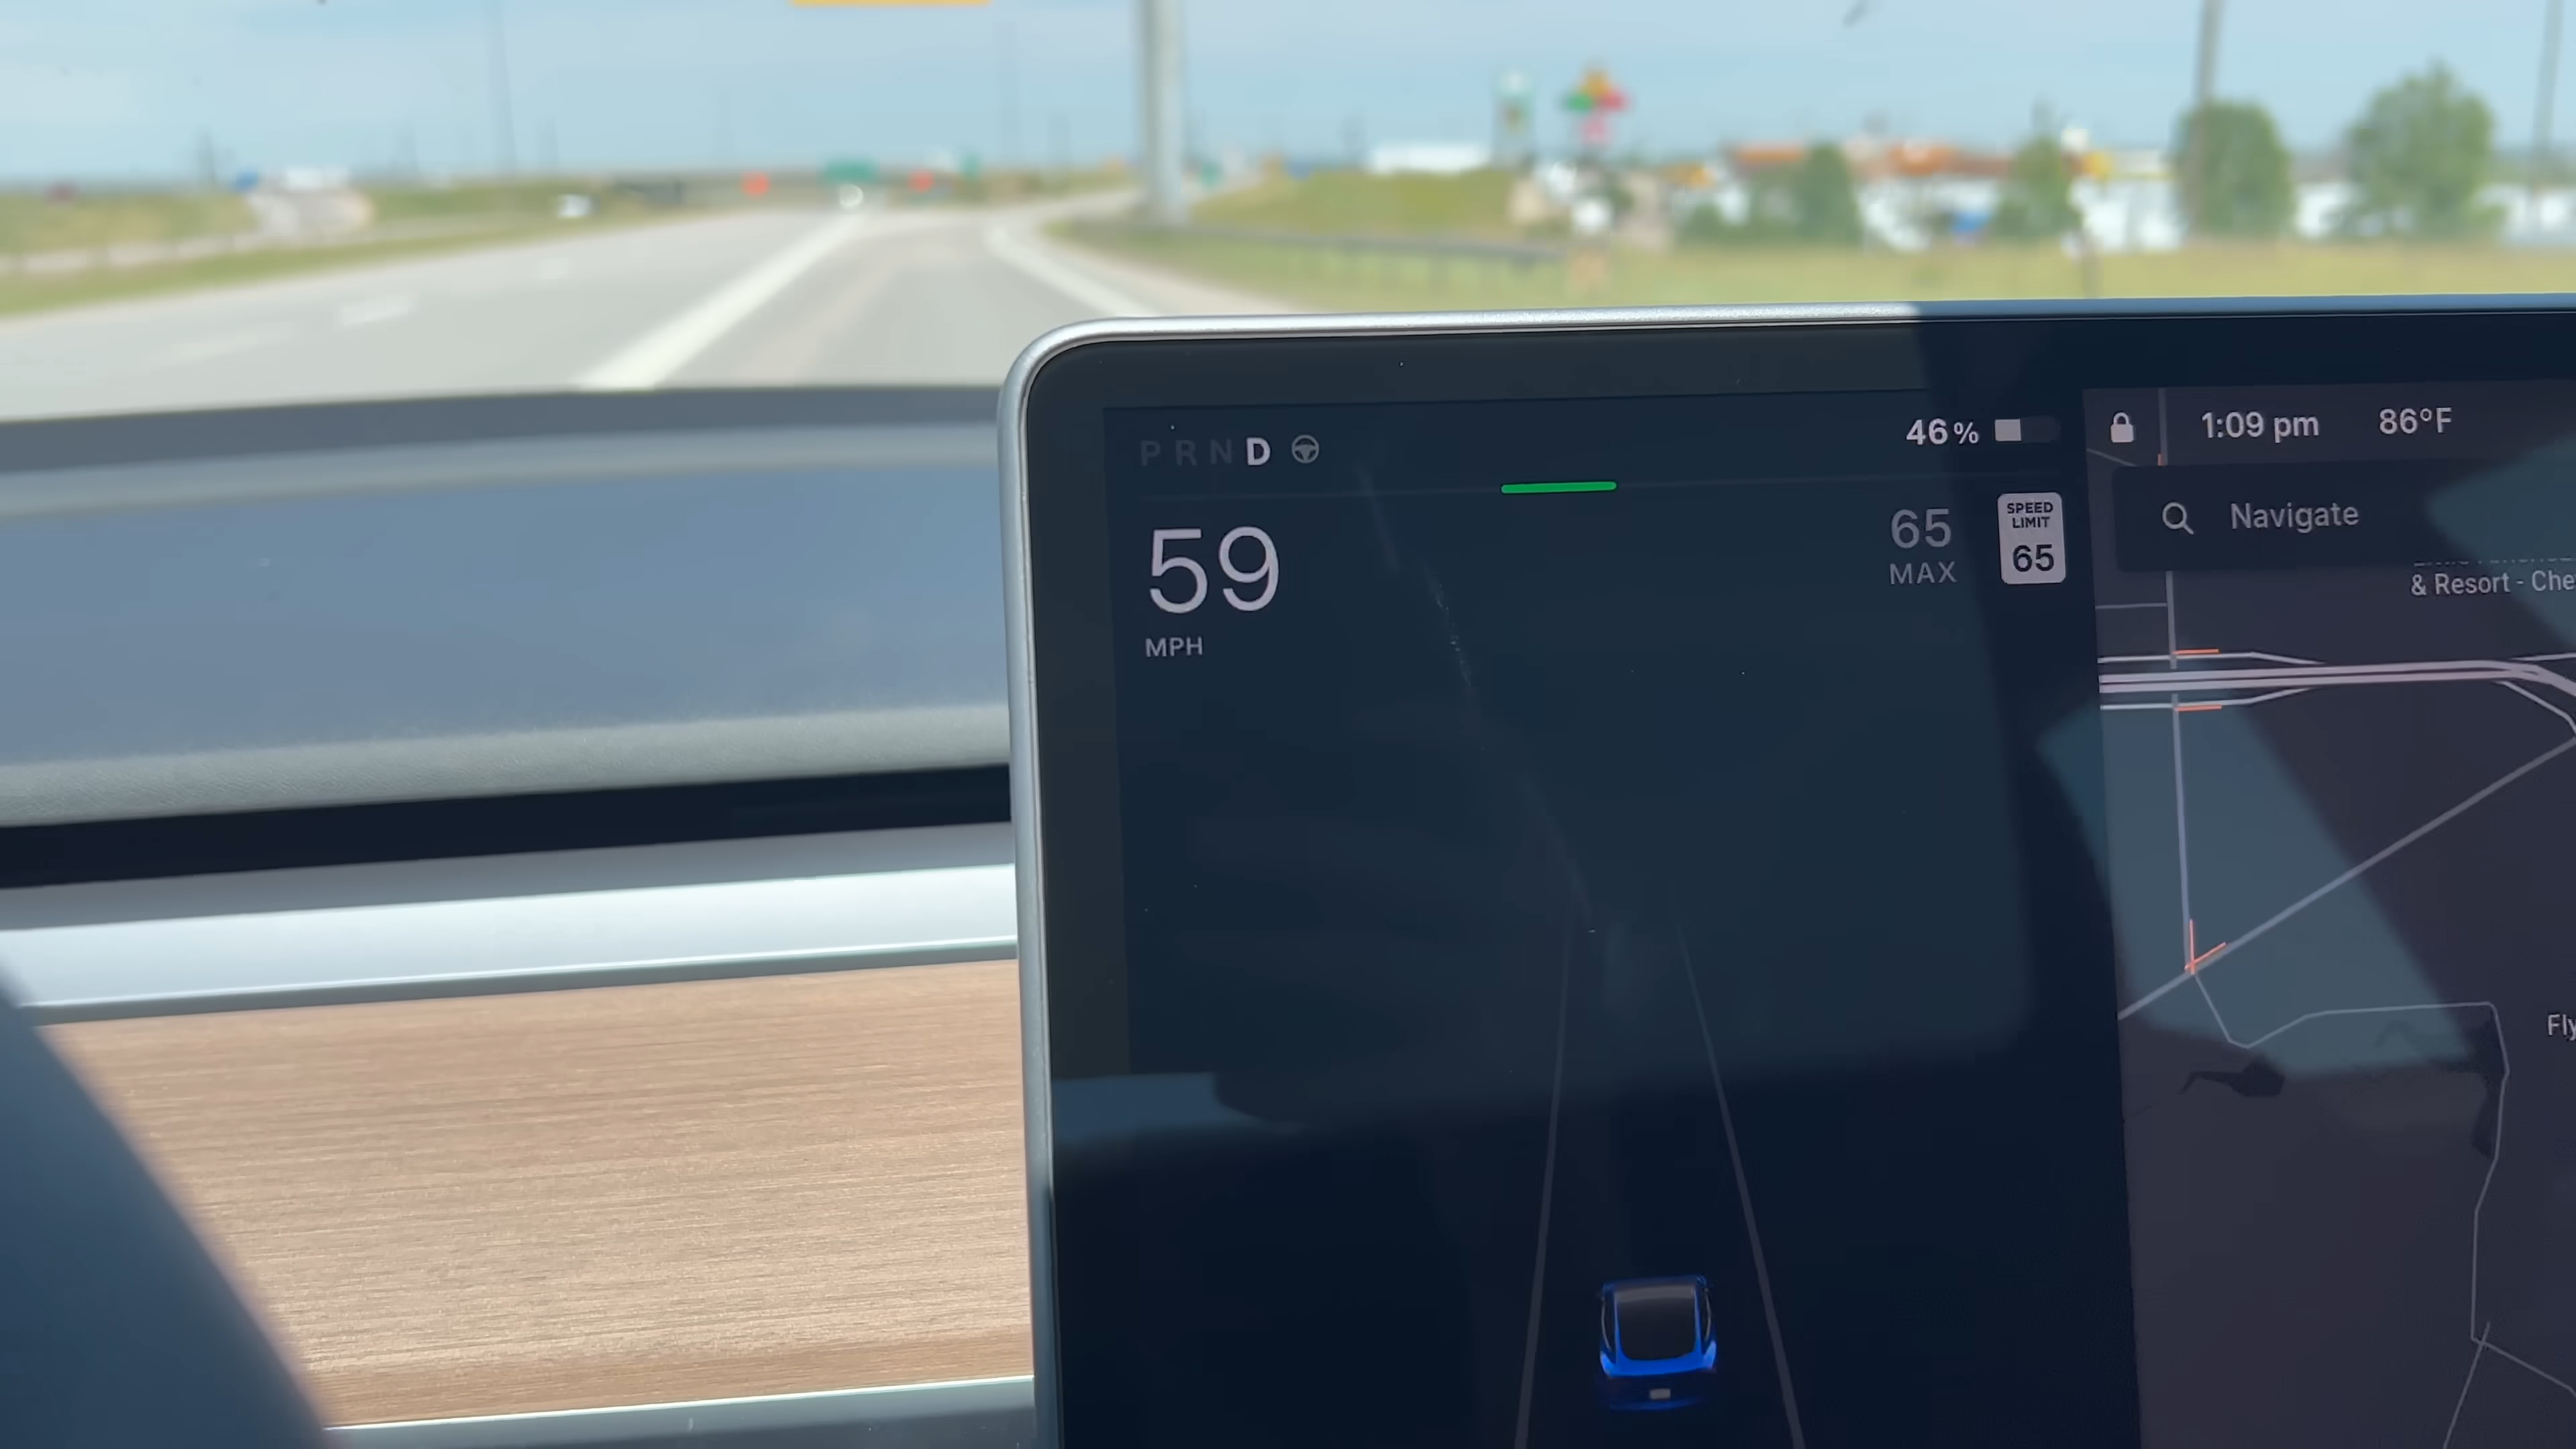 P R N D
46%
1:09 pm
86°F
59
MPH
65
MAX
SPEED
LIMIT
65
Navigate
& Resort - Che
Fly